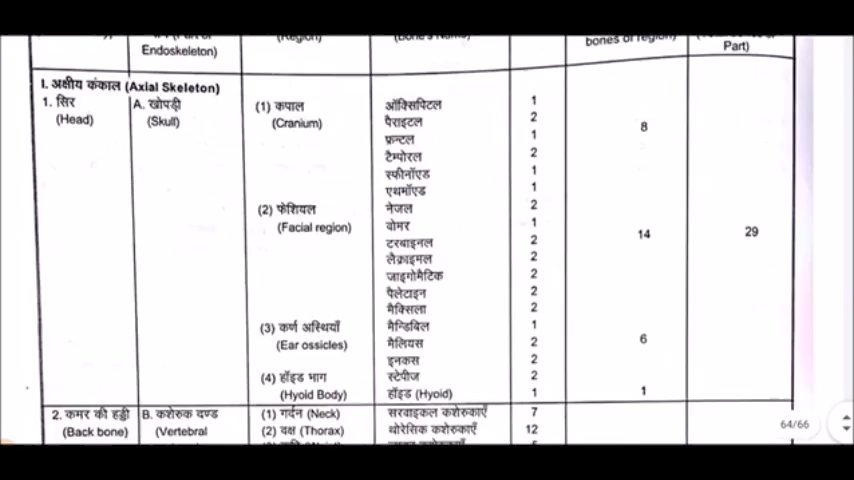 Endoskeleton)
bones of region)
Part)
I. अक्षीय कंकाल (Axial Skeleton)
1. सिर A. खोपड़ी (1) कपाल ऑक्सिपिटल 1
(Head) (Skull) (Cranium) पैराइटल 2 8
फ्रन्टल 1
टैम्पोरल 2
स्फीनॉएड 1
एथमॉएड 1
(2) फेशियल नेजल 2
(Facial region) वोमर 1 14 29
टरबाइनल 2
लैक्राइमल 2
जाइगोमैटिक 2
पैलेटाइन 2
मैक्सिला 2
(3) कर्ण अस्थियाँ मैन्डिबिल 1
(Ear ossicles) मैलियस 2 6
इनकस 2
(4) हॉइड भाग स्टेपीज 2
(Hyoid Body) हॉइड (Hyoid) 1 1
2. कमर की हड्डी B. कशेरुक दण्ड (1) गर्दन (Neck) सरवाइकल कशेरुकाएँ 7
(Back bone) (Vertebral (2) वक्ष (Thorax) थोरेसिक कशेरुकाएँ 12
64/66